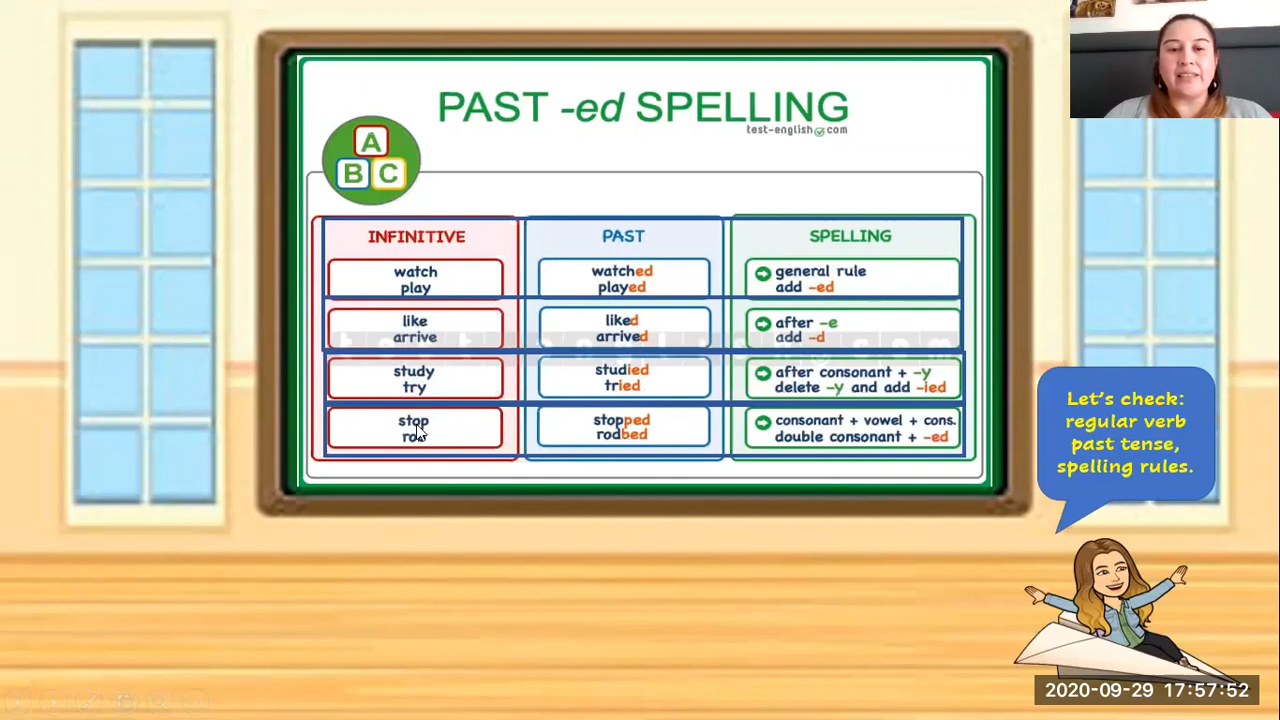 PAST -ed SPELLING
test-english com
A
B C
INFINITIVE PAST SPELLING
watch watched general rule
play played add -ed
like liked after -e
arrive arrived add -d
study studied after consonant + -y
try tried delete -y and add -ied
stop stopped consonant + vowel + cons.
robbed double consonant + -ed
Let's check:
regular verb
past tense,
spelling rules.
2020-09-29 17:57:52